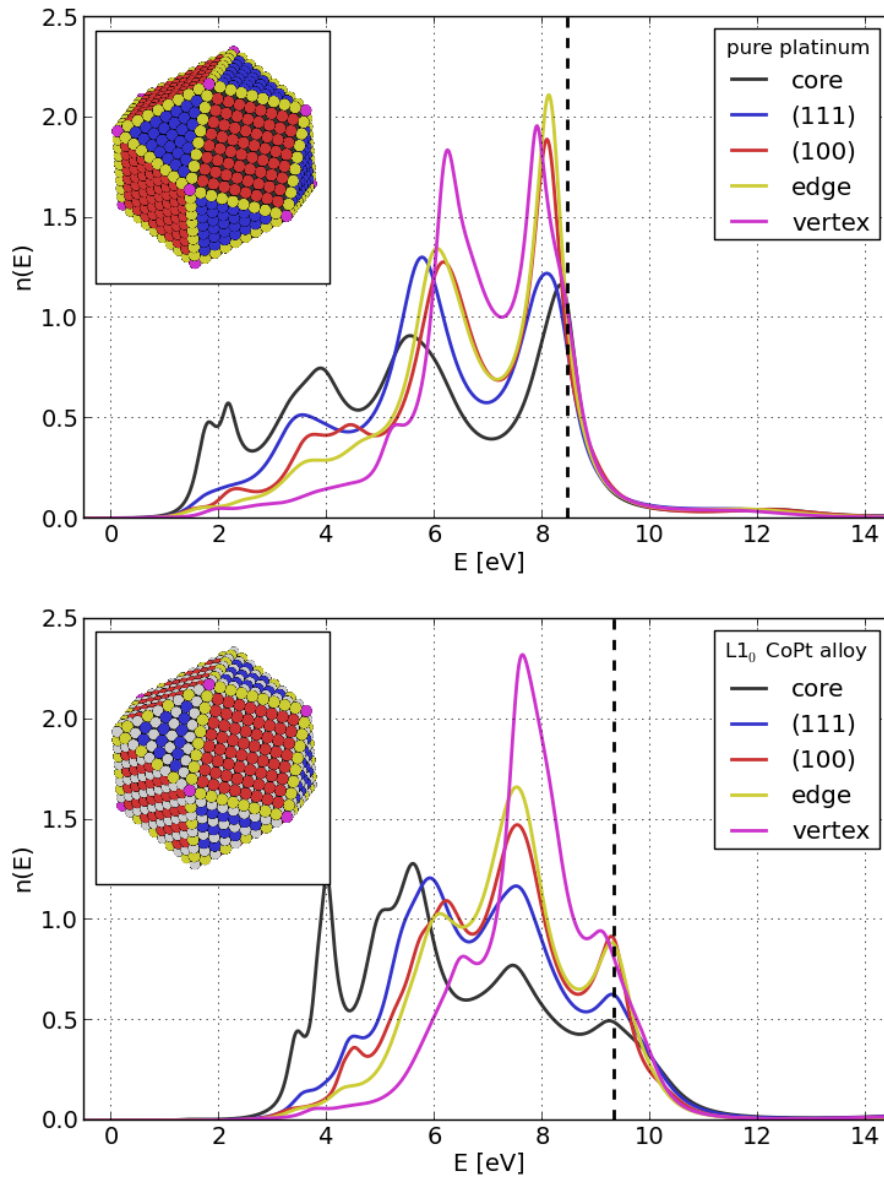 2.5
2.0
1.5
1.0
0.5
0.0
n(E)
pure platinum
core
(111)
(100)
edge
vertex
0 2 4 6 8 10 12 14
E [eV]
2.5
2.0
1.5
1.0
0.5
0.0
n(E)
L1₀ CoPt alloy
core
(111)
(100)
edge
vertex
0 2 4 6 8 10 12 14
E [eV]